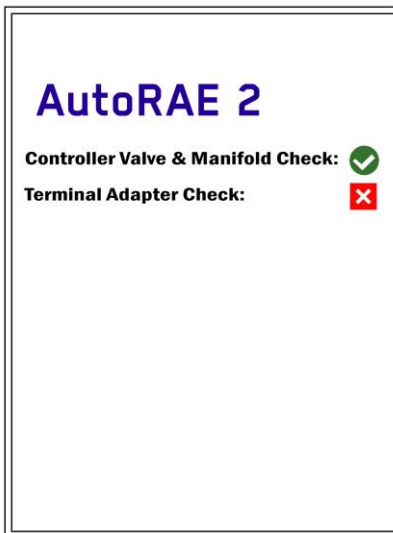 AutoRAE 2
Controller Valve & Manifold Check:
Terminal Adapter Check: